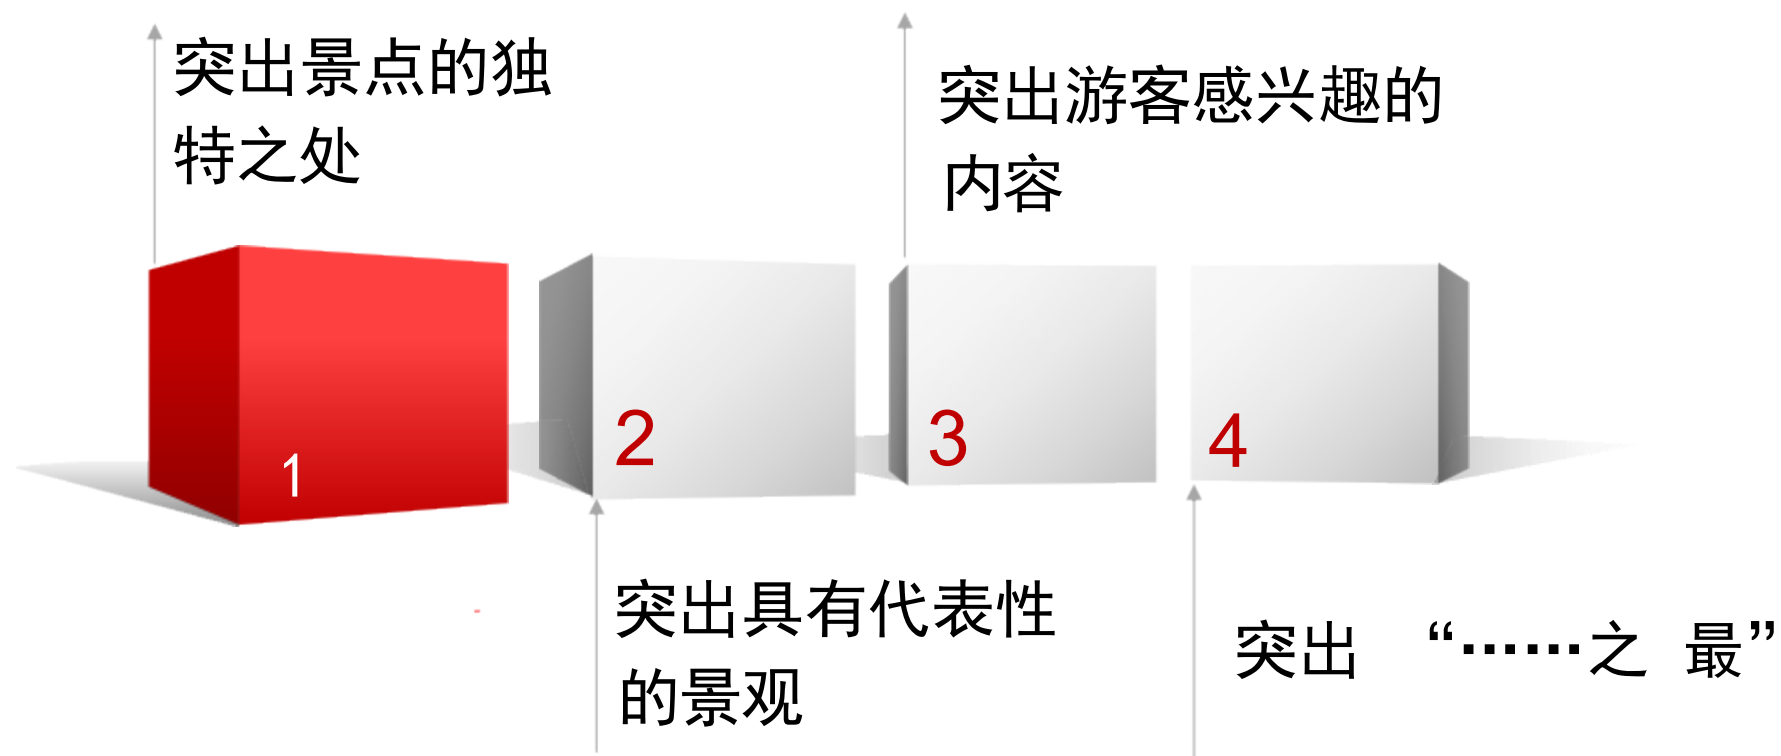 突出景点的独
特之处
突出游客感兴趣的
内容
1
2
3
4
突出具有代表性
的景观
突出 “……之 最”